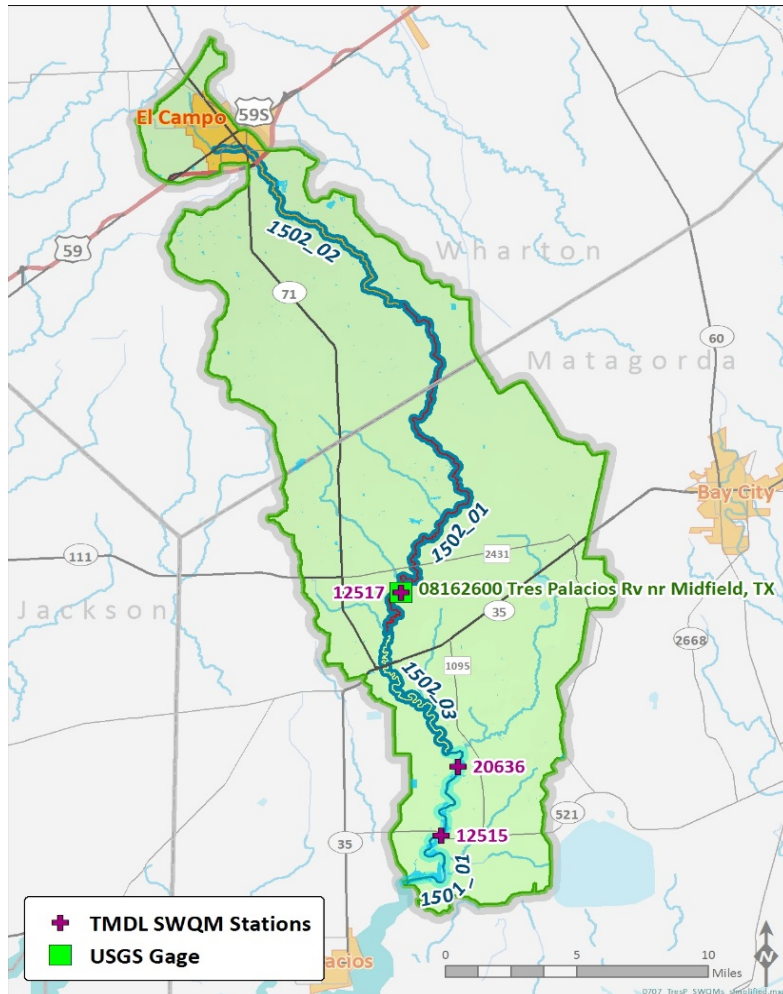 59S
El Campo
1502_02
Wharton
59
71
Matagorda
60
Bay City
1502_01
111
2431
12517
08162600 Tres Palacios Rv nr Midfield, TX
35
Jackson
2668
1095
1502_03
20636
12515
521
35
1501_01
TMDL SWQM Stations
USGS Gage
acios
0
5
10
Miles
N